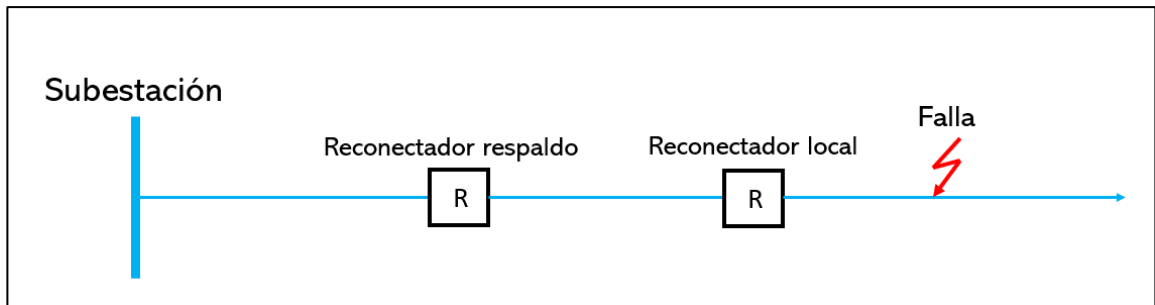 Subestación
Falla
Reconectador respaldo
Reconectador local
R
R